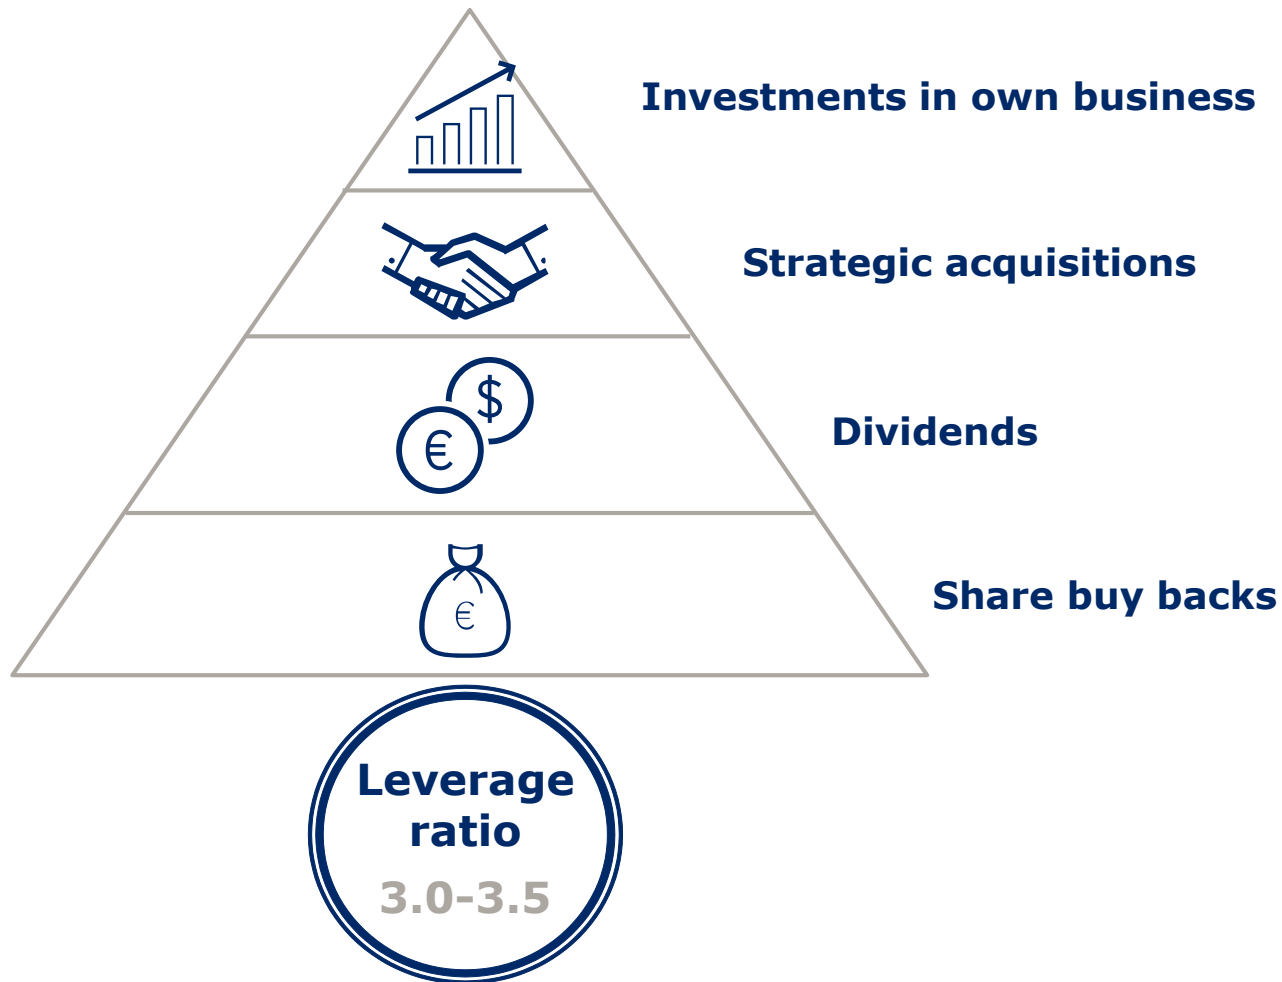 Investments in own business
Strategic acquisitions
$
€
Dividends
€
Share buy backs
Leverage
ratio
3.0–3.5